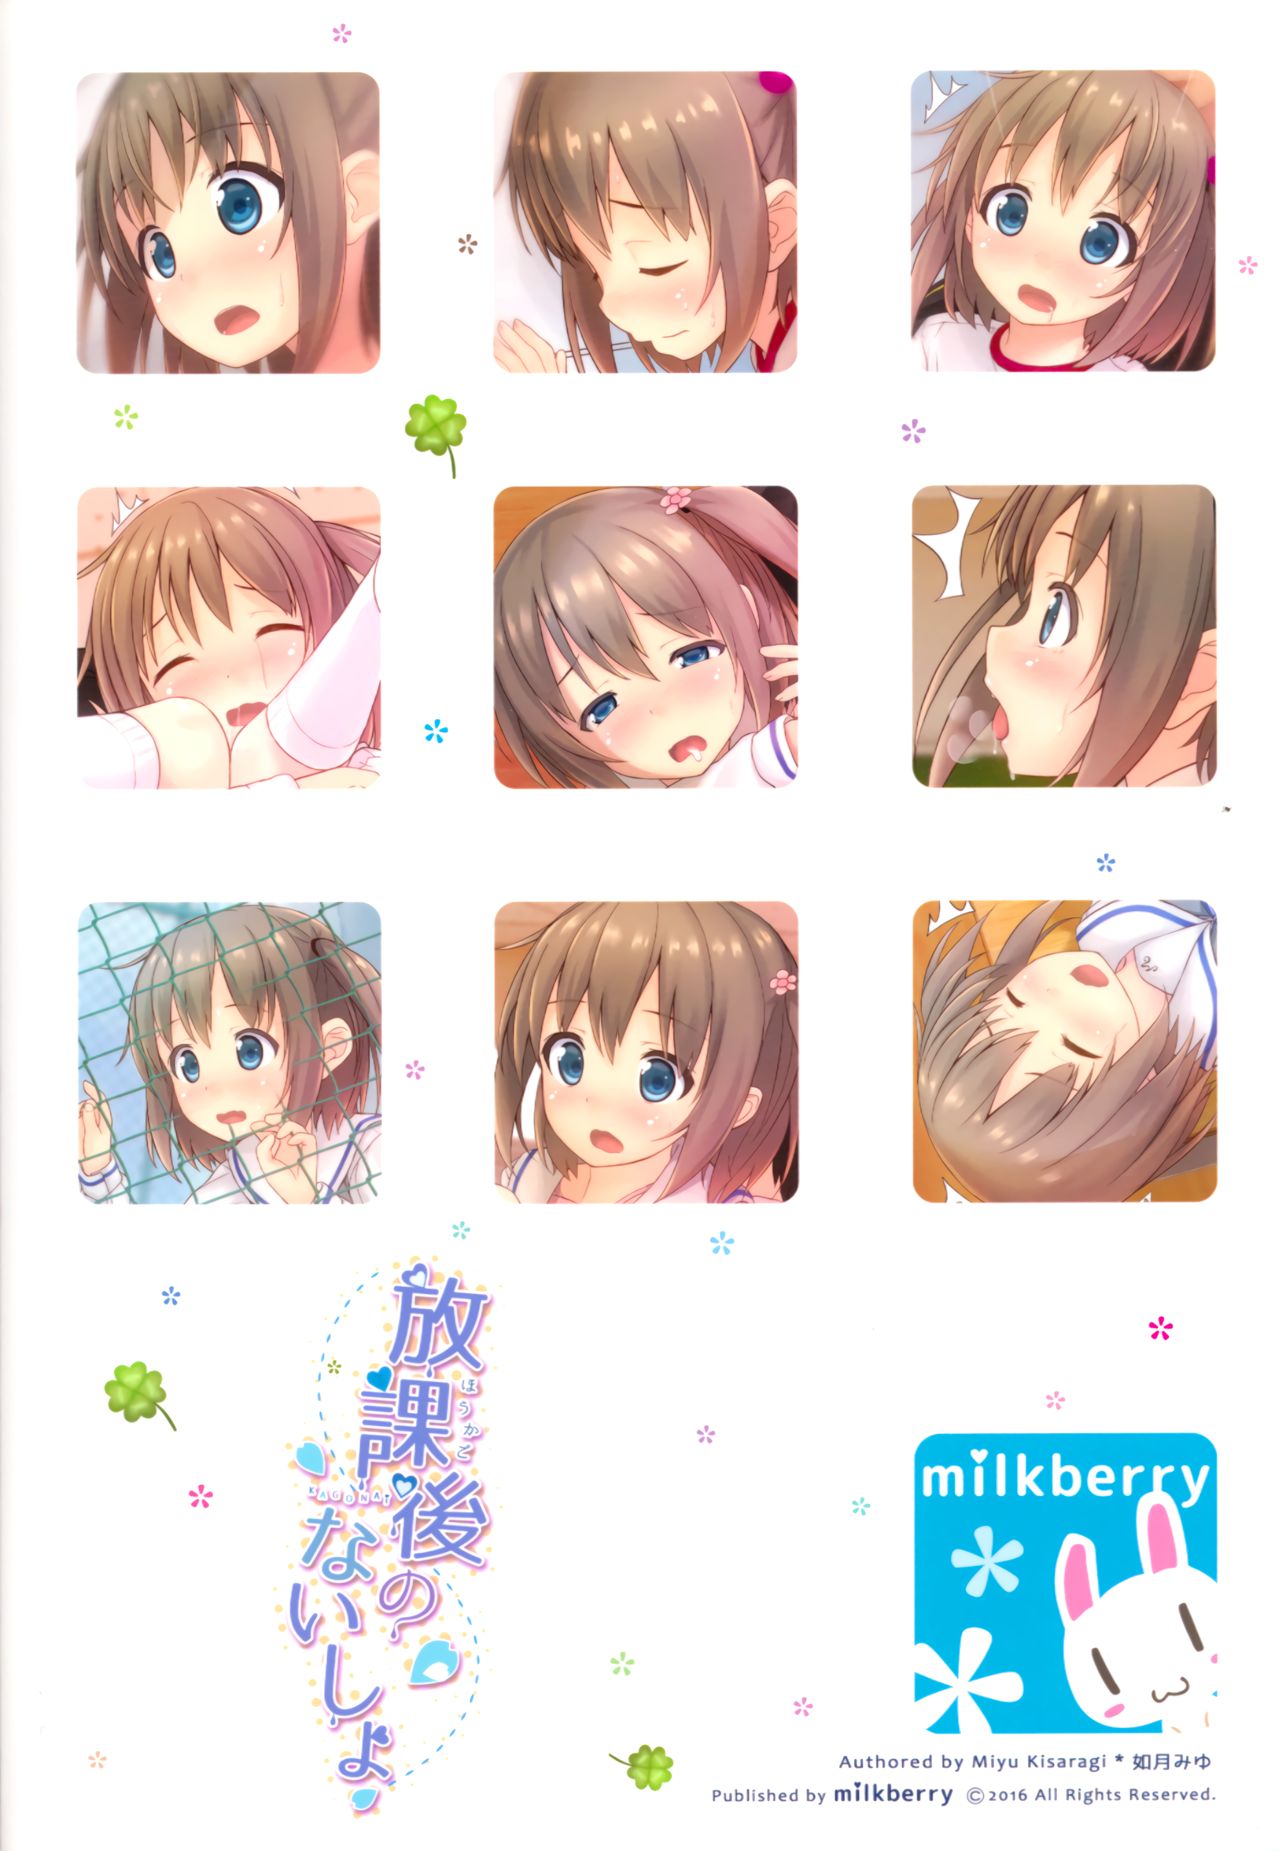 放課後の
ほうかご
KAGONAI
ないしょ
milkberry
Authored by Miyu Kisaragi * 如月みゆ
Published by milkberry ©2016 All Rights Reserved.